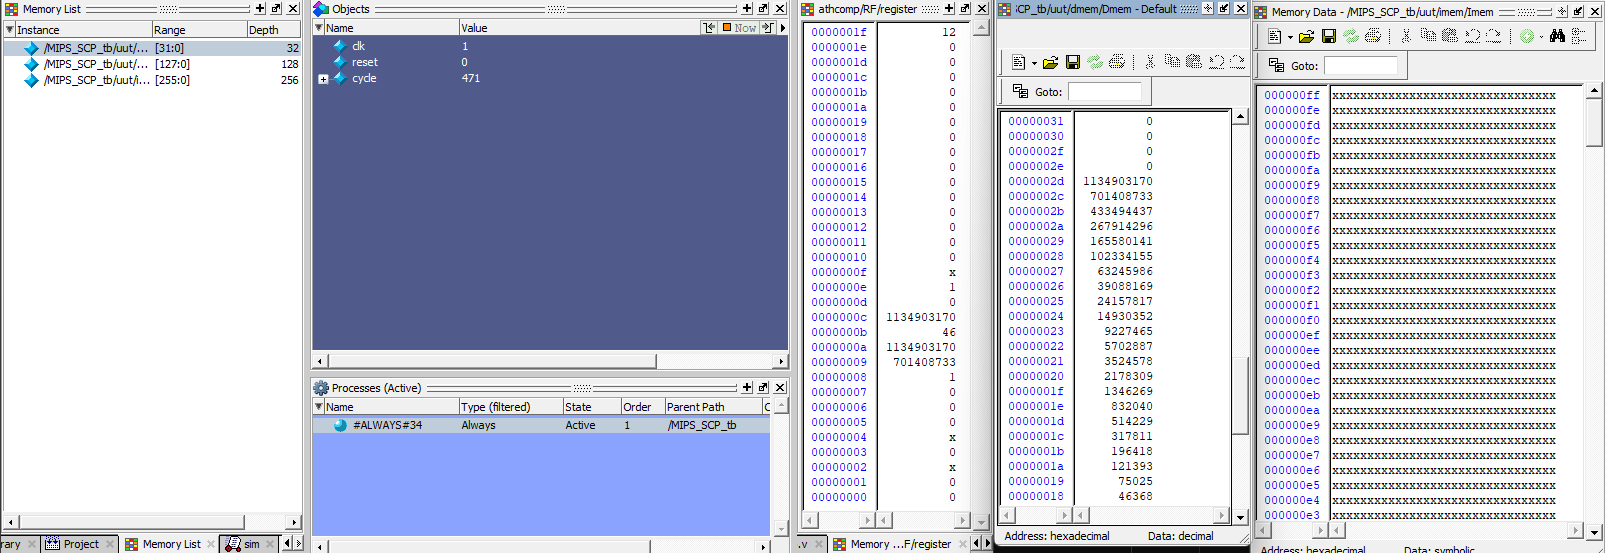 Memory List
Instance Range Depth
/MIPS_SCP_tb/uut/... [31:0] 32
/MIPS_SCP_tb/uut/... [127:0] 128
/MIPS_SCP_tb/uut/i... [255:0] 256
rary Project Memory List sim
Objects
Name Value Now
clk 1
reset 0
cycle 471
Processes (Active)
Name Type (filtered) State Order Parent Path C
#ALWAYS#34 Always Active 1 /MIPS_SCP_tb
athcomp/RF/register
0000001f 12
0000001e 0
0000001d 0
0000001c 0
0000001b 0
0000001a 0
00000019 0
00000018 0
00000017 0
00000016 0
00000015 0
00000014 0
00000013 0
00000012 0
00000011 0
00000010 0
0000000f x
0000000e 1
0000000d 0
0000000c 1134903170
0000000b 46
0000000a 1134903170
00000009 701408733
00000008 1
00000007 0
00000006 0
00000005 0
00000004 x
00000003 0
00000002 x
00000001 0
00000000 0
.v Memory ...F/register
iCP_tb/uut/dmem/Dmem - Default
Goto:
00000031 0
00000030 0
0000002f 0
0000002e 0
0000002d 1134903170
0000002c 701408733
0000002b 433494437
0000002a 267914296
00000029 165580141
00000028 102334155
00000027 63245986
00000026 39088169
00000025 24157817
00000024 14930352
00000023 9227465
00000022 5702887
00000021 3524578
00000020 2178309
0000001f 1346269
0000001e 832040
0000001d 514229
0000001c 317811
0000001b 196418
0000001a 121393
00000019 75025
00000018 46368
Address: hexadecimal Data: decimal
Memory Data - /MIPS_SCP_tb/uut/imem/Imem
Goto:
000000ff xxxxxxxxxxxxxxxxxxxxxxxxxxxxxxxx
000000fe xxxxxxxxxxxxxxxxxxxxxxxxxxxxxxxx
000000fd xxxxxxxxxxxxxxxxxxxxxxxxxxxxxxxx
000000fc xxxxxxxxxxxxxxxxxxxxxxxxxxxxxxxx
000000fb xxxxxxxxxxxxxxxxxxxxxxxxxxxxxxxx
000000fa xxxxxxxxxxxxxxxxxxxxxxxxxxxxxxxx
000000f9 xxxxxxxxxxxxxxxxxxxxxxxxxxxxxxxx
000000f8 xxxxxxxxxxxxxxxxxxxxxxxxxxxxxxxx
000000f7 xxxxxxxxxxxxxxxxxxxxxxxxxxxxxxxx
000000f6 xxxxxxxxxxxxxxxxxxxxxxxxxxxxxxxx
000000f5 xxxxxxxxxxxxxxxxxxxxxxxxxxxxxxxx
000000f4 xxxxxxxxxxxxxxxxxxxxxxxxxxxxxxxx
000000f3 xxxxxxxxxxxxxxxxxxxxxxxxxxxxxxxx
000000f2 xxxxxxxxxxxxxxxxxxxxxxxxxxxxxxxx
000000f1 xxxxxxxxxxxxxxxxxxxxxxxxxxxxxxxx
000000f0 xxxxxxxxxxxxxxxxxxxxxxxxxxxxxxxx
000000ef xxxxxxxxxxxxxxxxxxxxxxxxxxxxxxxx
000000ee xxxxxxxxxxxxxxxxxxxxxxxxxxxxxxxx
000000ed xxxxxxxxxxxxxxxxxxxxxxxxxxxxxxxx
000000ec xxxxxxxxxxxxxxxxxxxxxxxxxxxxxxxx
000000eb xxxxxxxxxxxxxxxxxxxxxxxxxxxxxxxx
000000ea xxxxxxxxxxxxxxxxxxxxxxxxxxxxxxxx
000000e9 xxxxxxxxxxxxxxxxxxxxxxxxxxxxxxxx
000000e8 xxxxxxxxxxxxxxxxxxxxxxxxxxxxxxxx
000000e7 xxxxxxxxxxxxxxxxxxxxxxxxxxxxxxxx
000000e6 xxxxxxxxxxxxxxxxxxxxxxxxxxxxxxxx
000000e5 xxxxxxxxxxxxxxxxxxxxxxxxxxxxxxxx
000000e4 xxxxxxxxxxxxxxxxxxxxxxxxxxxxxxxx
000000e3 xxxxxxxxxxxxxxxxxxxxxxxxxxxxxxxx
Address: hexadecimal Data: symbolic